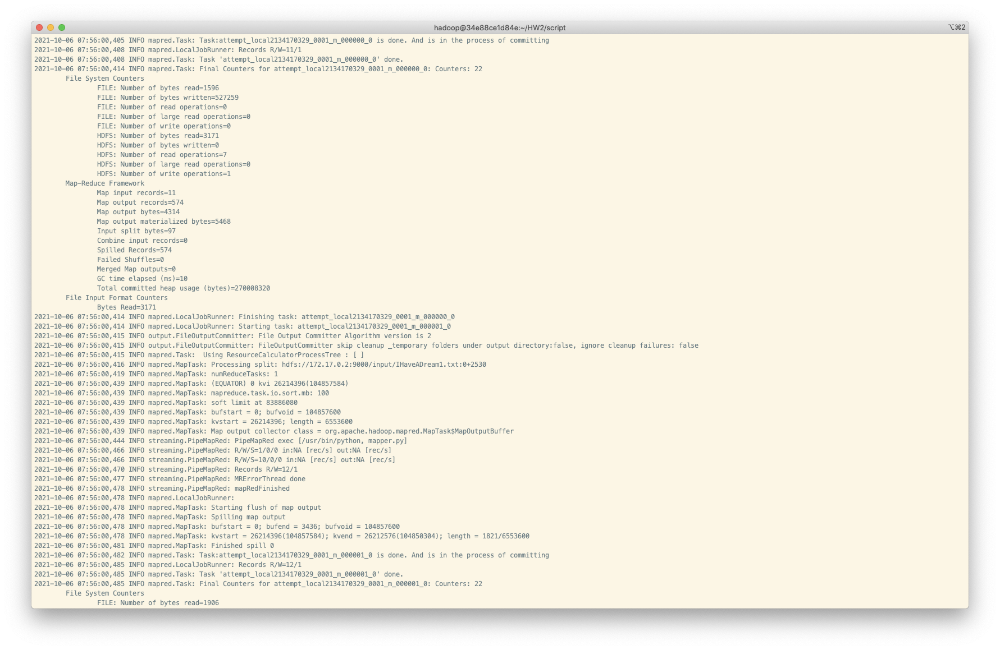 hadoop@34e88ce1d84e:~/HW2/script
⌥⌘2
2021-10-06 07:56:00,405 INFO mapred.Task: Task:attempt_local2134170329_0001_m_000000_0 is done. And is in the process of committing
2021-10-06 07:56:00,408 INFO mapred.LocalJobRunner: Records R/W=11/1
2021-10-06 07:56:00,408 INFO mapred.Task: Task 'attempt_local2134170329_0001_m_000000_0' done.
2021-10-06 07:56:00,414 INFO mapred.Task: Final Counters for attempt_local2134170329_0001_m_000000_0: Counters: 22
File System Counters
FILE: Number of bytes read=1596
FILE: Number of bytes written=527259
FILE: Number of read operations=0
FILE: Number of large read operations=0
FILE: Number of write operations=0
HDFS: Number of bytes read=3171
HDFS: Number of bytes written=0
HDFS: Number of read operations=7
HDFS: Number of large read operations=0
HDFS: Number of write operations=1
Map-Reduce Framework
Map input records=11
Map output records=574
Map output bytes=4314
Map output materialized bytes=5468
Input split bytes=97
Combine input records=0
Spilled Records=574
Failed Shuffles=0
Merged Map outputs=0
GC time elapsed (ms)=10
Total committed heap usage (bytes)=270008320
File Input Format Counters
Bytes Read=3171
2021-10-06 07:56:00,414 INFO mapred.LocalJobRunner: Finishing task: attempt_local2134170329_0001_m_000000_0
2021-10-06 07:56:00,414 INFO mapred.LocalJobRunner: Starting task: attempt_local2134170329_0001_m_000001_0
2021-10-06 07:56:00,415 INFO output.FileOutputCommitter: File Output Committer Algorithm version is 2
2021-10-06 07:56:00,415 INFO output.FileOutputCommitter: FileOutputCommitter skip cleanup _temporary folders under output directory:false, ignore cleanup failures: false
2021-10-06 07:56:00,415 INFO mapred.Task:  Using ResourceCalculatorProcessTree : [ ]
2021-10-06 07:56:00,416 INFO mapred.MapTask: Processing split: hdfs://172.17.0.2:9000/input/IHaveADream1.txt:0+2530
2021-10-06 07:56:00,419 INFO mapred.MapTask: numReduceTasks: 1
2021-10-06 07:56:00,439 INFO mapred.MapTask: (EQUATOR) 0 kvi 26214396(104857584)
2021-10-06 07:56:00,439 INFO mapred.MapTask: mapreduce.task.io.sort.mb: 100
2021-10-06 07:56:00,439 INFO mapred.MapTask: soft limit at 83886080
2021-10-06 07:56:00,439 INFO mapred.MapTask: bufstart = 0; bufvoid = 104857600
2021-10-06 07:56:00,439 INFO mapred.MapTask: kvstart = 26214396; length = 6553600
2021-10-06 07:56:00,439 INFO mapred.MapTask: Map output collector class = org.apache.hadoop.mapred.MapTask$MapOutputBuffer
2021-10-06 07:56:00,444 INFO streaming.PipeMapRed: PipeMapRed exec [/usr/bin/python, mapper.py]
2021-10-06 07:56:00,466 INFO streaming.PipeMapRed: R/W/S=1/0/0 in:NA [rec/s] out:NA [rec/s]
2021-10-06 07:56:00,466 INFO streaming.PipeMapRed: R/W/S=10/0/0 in:NA [rec/s] out:NA [rec/s]
2021-10-06 07:56:00,470 INFO streaming.PipeMapRed: Records R/W=12/1
2021-10-06 07:56:00,477 INFO streaming.PipeMapRed: MRErrorThread done
2021-10-06 07:56:00,478 INFO streaming.PipeMapRed: mapRedFinished
2021-10-06 07:56:00,478 INFO mapred.LocalJobRunner:
2021-10-06 07:56:00,478 INFO mapred.MapTask: Starting flush of map output
2021-10-06 07:56:00,478 INFO mapred.MapTask: Spilling map output
2021-10-06 07:56:00,478 INFO mapred.MapTask: bufstart = 0; bufend = 3436; bufvoid = 104857600
2021-10-06 07:56:00,478 INFO mapred.MapTask: kvstart = 26214396(104857584); kvend = 26212576(104850304); length = 1821/6553600
2021-10-06 07:56:00,481 INFO mapred.MapTask: Finished spill 0
2021-10-06 07:56:00,482 INFO mapred.Task: Task:attempt_local2134170329_0001_m_000001_0 is done. And is in the process of committing
2021-10-06 07:56:00,485 INFO mapred.LocalJobRunner: Records R/W=12/1
2021-10-06 07:56:00,485 INFO mapred.Task: Task 'attempt_local2134170329_0001_m_000001_0' done.
2021-10-06 07:56:00,485 INFO mapred.Task: Final Counters for attempt_local2134170329_0001_m_000001_0: Counters: 22
File System Counters
FILE: Number of bytes read=1906